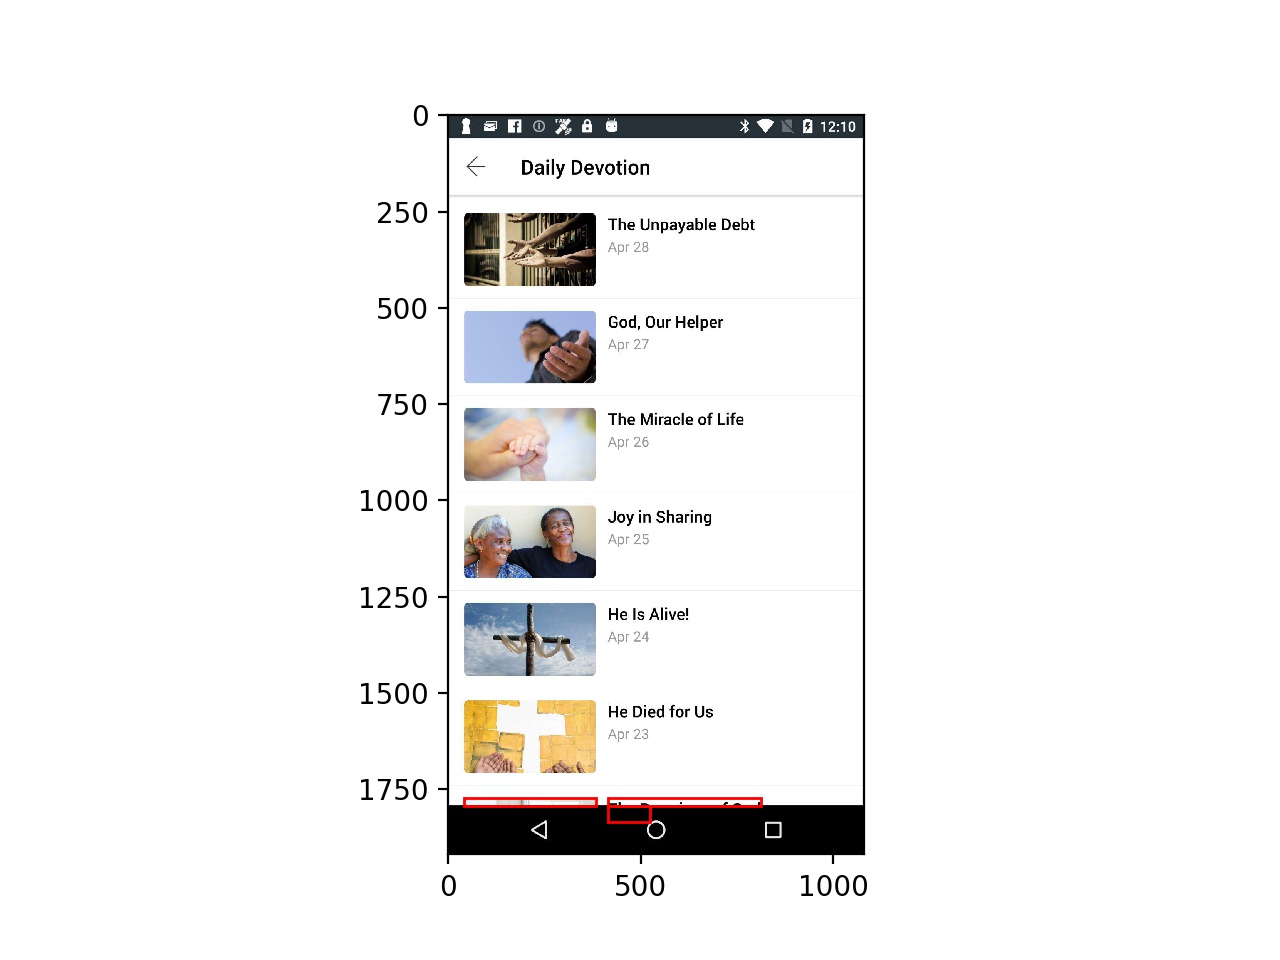 0
250
500
750
1000
1250
1500
1750
0
500
1000
12:10
Daily Devotion
The Unpayable Debt
Apr 28
God, Our Helper
Apr 27
The Miracle of Life
Apr 26
Joy in Sharing
Apr 25
He Is Alive!
Apr 24
He Died for Us
Apr 23